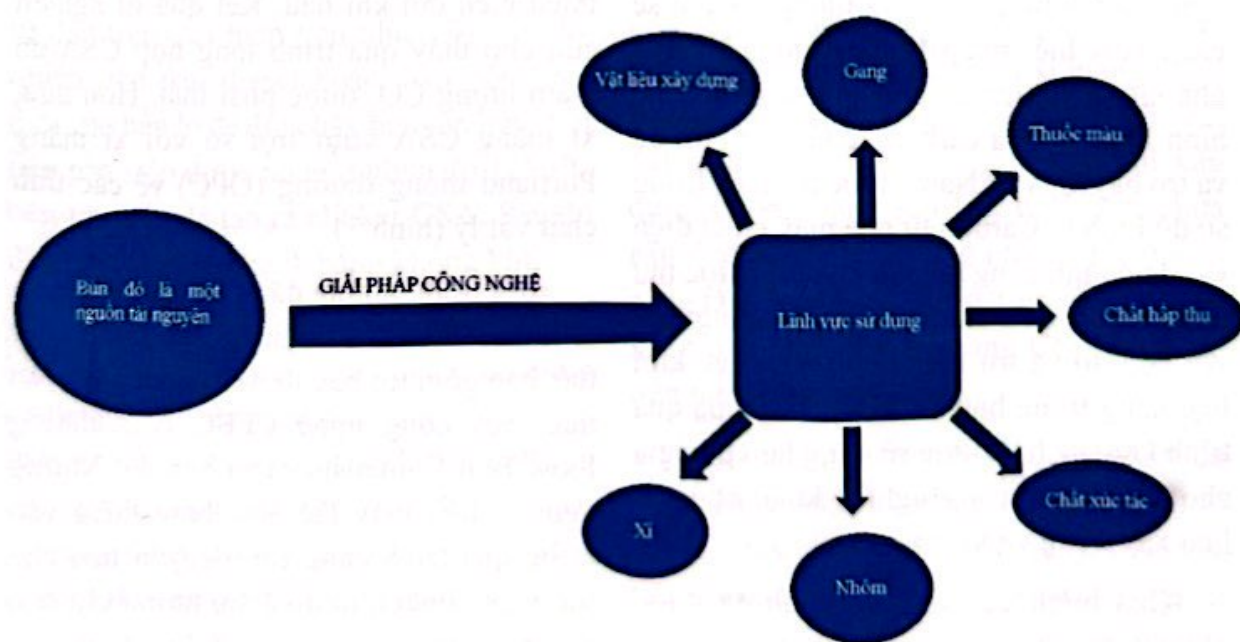 Vật liệu xây dựng
Gang
Thuốc màu
Bùn đỏ là một
nguồn tài nguyên
GIẢI PHÁP CÔNG NGHỆ
Lĩnh vực sử dụng
Chất hấp thu
Chất xúc tác
Xỉ
Nhôm